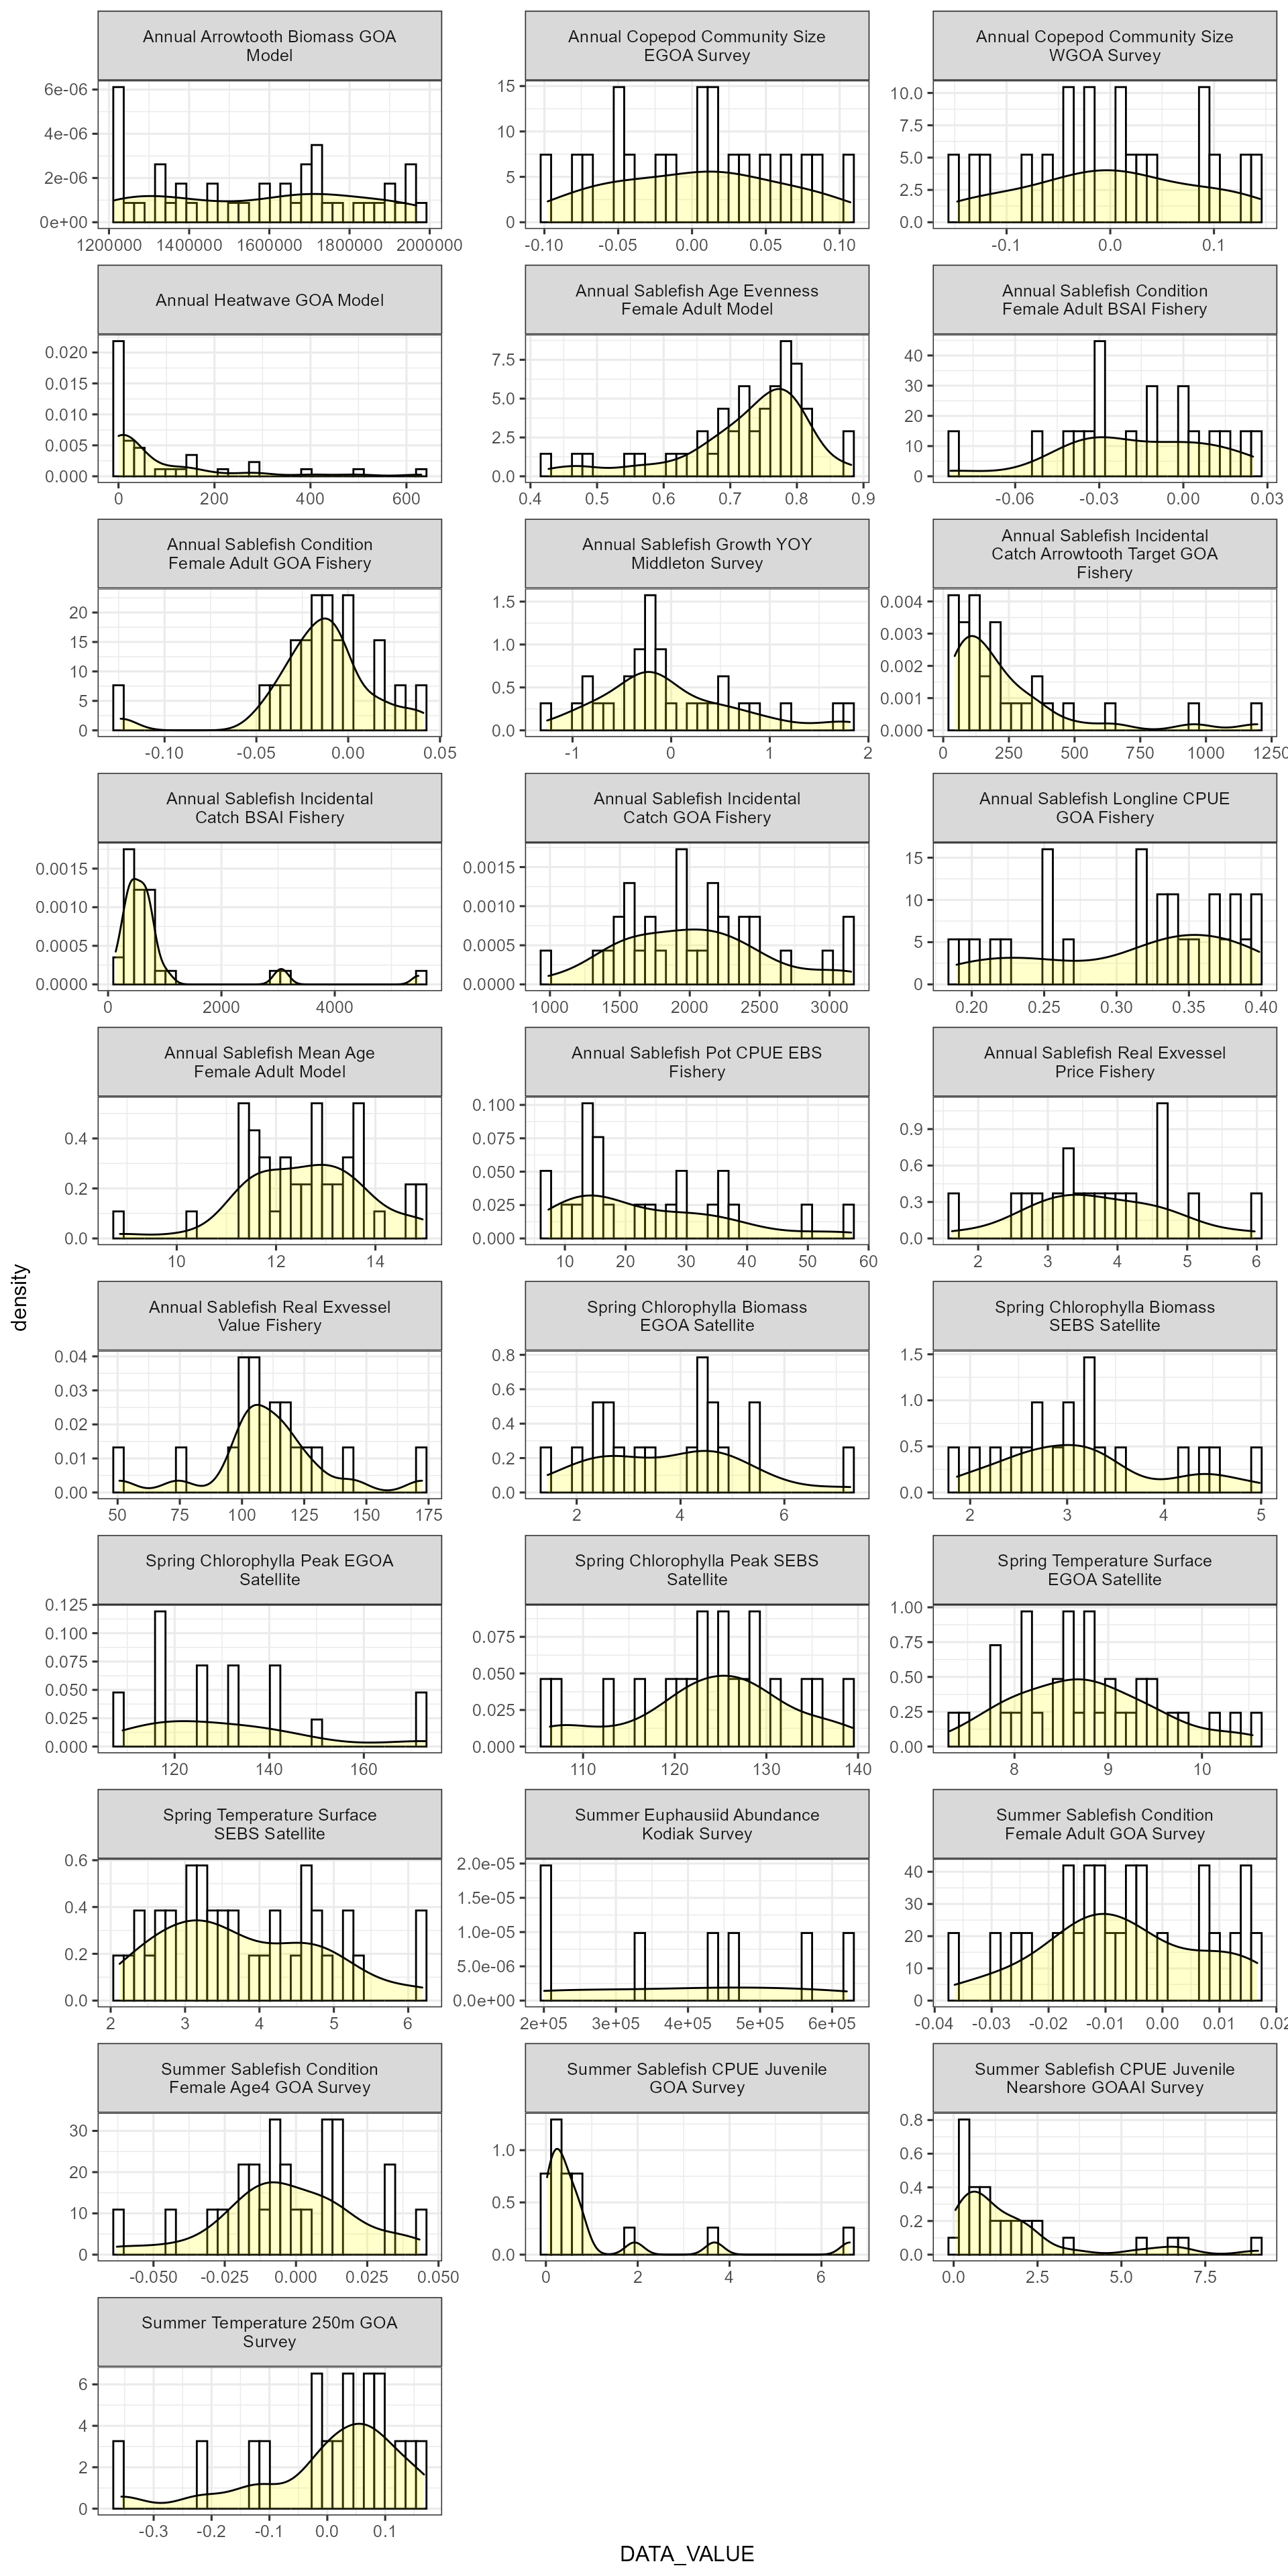 Annual Arrowtooth Biomass GOA
Model
Annual Copepod Community Size
EGOA Survey
Annual Copepod Community Size
WGOA Survey
6e-06
4e-06
2e-06
0e+00
1200000 1400000 1600000 1800000 2000000
15
10
5
0
-0.10 -0.05 0.00 0.05 0.10
10.0
7.5
5.0
2.5
0.0
-0.1 0.0 0.1
Annual Heatwave GOA Model
Annual Sablefish Age Evenness
Female Adult Model
Annual Sablefish Condition
Female Adult BSAI Fishery
0.020
0.015
0.010
0.005
0.000
0 200 400 600
7.5
5.0
2.5
0.0
0.4 0.5 0.6 0.7 0.8 0.9
40
30
20
10
0
-0.06 -0.03 0.00 0.03
Annual Sablefish Condition
Female Adult GOA Fishery
Annual Sablefish Growth YOY
Middleton Survey
Annual Sablefish Incidental
Catch Arrowtooth Target GOA
Fishery
20
15
10
5
0
-0.10 -0.05 0.00 0.05
1.5
1.0
0.5
0.0
-1 0 1 2
0.004
0.003
0.002
0.001
0.000
0 250 500 750 1000 1250
Annual Sablefish Incidental
Catch BSAI Fishery
Annual Sablefish Incidental
Catch GOA Fishery
Annual Sablefish Longline CPUE
GOA Fishery
0.0015
0.0010
0.0005
0.0000
0 2000 4000
0.0015
0.0010
0.0005
0.0000
1000 1500 2000 2500 3000
15
10
5
0
0.20 0.25 0.30 0.35 0.40
Annual Sablefish Mean Age
Female Adult Model
Annual Sablefish Pot CPUE EBS
Fishery
Annual Sablefish Real Exvessel
Price Fishery
0.4
0.2
0.0
10 12 14
0.100
0.075
0.050
0.025
0.000
10 20 30 40 50 60
0.9
0.6
0.3
0.0
2 3 4 5 6
density
Annual Sablefish Real Exvessel
Value Fishery
Spring Chlorophylla Biomass
EGOA Satellite
Spring Chlorophylla Biomass
SEBS Satellite
0.04
0.03
0.02
0.01
0.00
50 75 100 125 150 175
0.8
0.6
0.4
0.2
0.0
2 4 6
1.5
1.0
0.5
0.0
2 3 4 5
Spring Chlorophylla Peak EGOA
Satellite
Spring Chlorophylla Peak SEBS
Satellite
Spring Temperature Surface
EGOA Satellite
0.125
0.100
0.075
0.050
0.025
0.000
120 140 160
0.075
0.050
0.025
0.000
110 120 130 140
1.00
0.75
0.50
0.25
0.00
8 9 10
Spring Temperature Surface
SEBS Satellite
Summer Euphausiid Abundance
Kodiak Survey
Summer Sablefish Condition
Female Adult GOA Survey
0.6
0.4
0.2
0.0
2 3 4 5 6
2.0e-05
1.5e-05
1.0e-05
5.0e-06
0.0e+00
2e+05 3e+05 4e+05 5e+05 6e+05
40
30
20
10
0
-0.04 -0.03 -0.02 -0.01 0.00 0.01 0.02
Summer Sablefish Condition
Female Age4 GOA Survey
Summer Sablefish CPUE Juvenile
GOA Survey
Summer Sablefish CPUE Juvenile
Nearshore GOAAI Survey
30
20
10
0
-0.050 -0.025 0.000 0.025 0.050
1.0
0.5
0.0
0 2 4 6
0.8
0.6
0.4
0.2
0.0
0.0 2.5 5.0 7.5
Summer Temperature 250m GOA
Survey
6
4
2
0
-0.3 -0.2 -0.1 0.0 0.1
DATA_VALUE